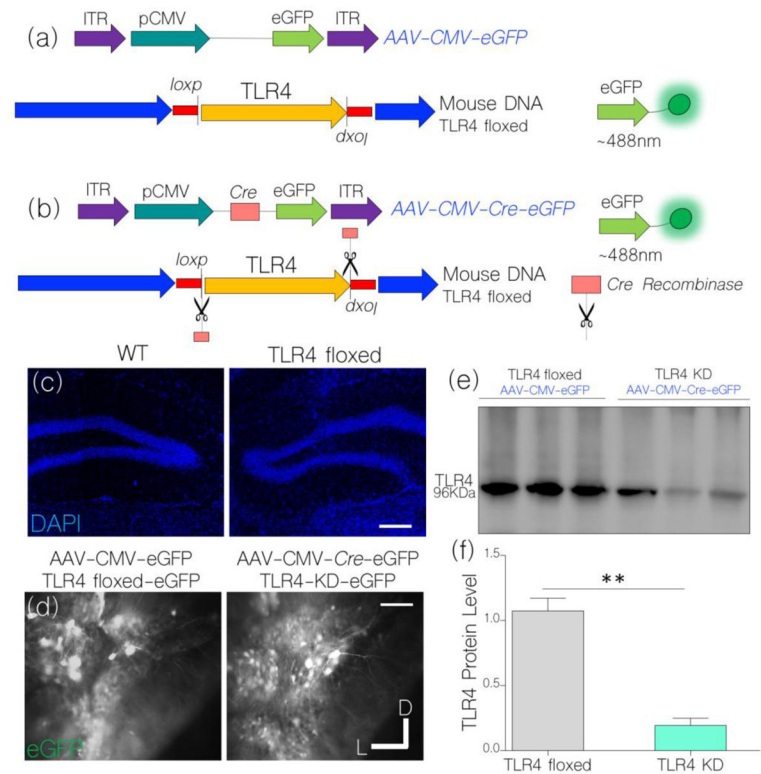 (a)
ITR pCMV eGFP ITR
AAV-CMV-eGFP
loxp TLR4 loxp
Mouse DNA
TLR4 floxed
eGFP
~488nm
(b)
ITR pCMV Cre eGFP ITR
AAV-CMV-Cre-eGFP
eGFP
~488nm
loxp TLR4 loxp
Mouse DNA
TLR4 floxed
Cre Recombinase
WT TLR4 floxed
(c)
DAPI
AAV-CMV-eGFP
TLR4 floxed-eGFP
AAV-CMV-Cre-eGFP
TLR4-KD-eGFP
(d)
eGFP
D
L
(e)
TLR4 floxed
AAV-CMV-eGFP
TLR4 KD
AAV-CMV-Cre-eGFP
TLR4
96KDa
(f)
TLR4 Protein Level
1.5
1.0
0.5
0.0
**
TLR4 floxed TLR4 KD